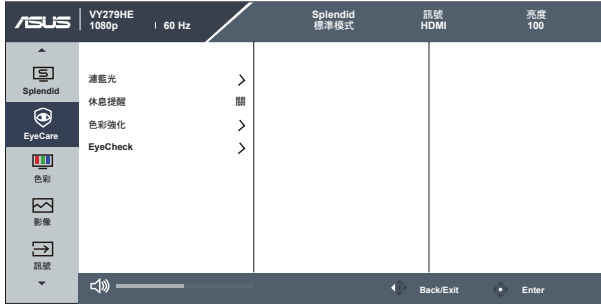 ASUS
VY279HE
1080p | 60 Hz
Splendid
標準模式
訊號
HDMI
亮度
100
Splendid
EyeCare
色彩
影像
訊號
濾藍光
休息提醒 關
色彩強化
EyeCheck
Back/Exit
Enter